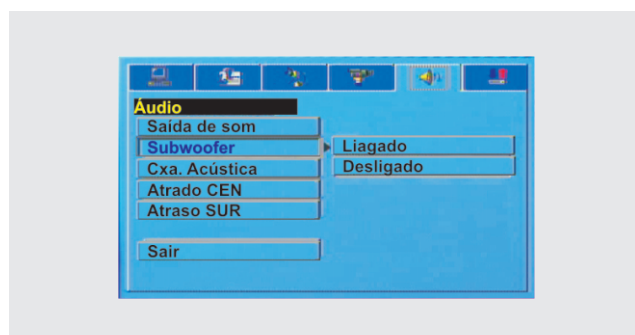 Áudio
Saída de som
Subwoofer
Liagado
Cxa. Acústica
Desligado
Atrado CEN
Atraso SUR
Sair